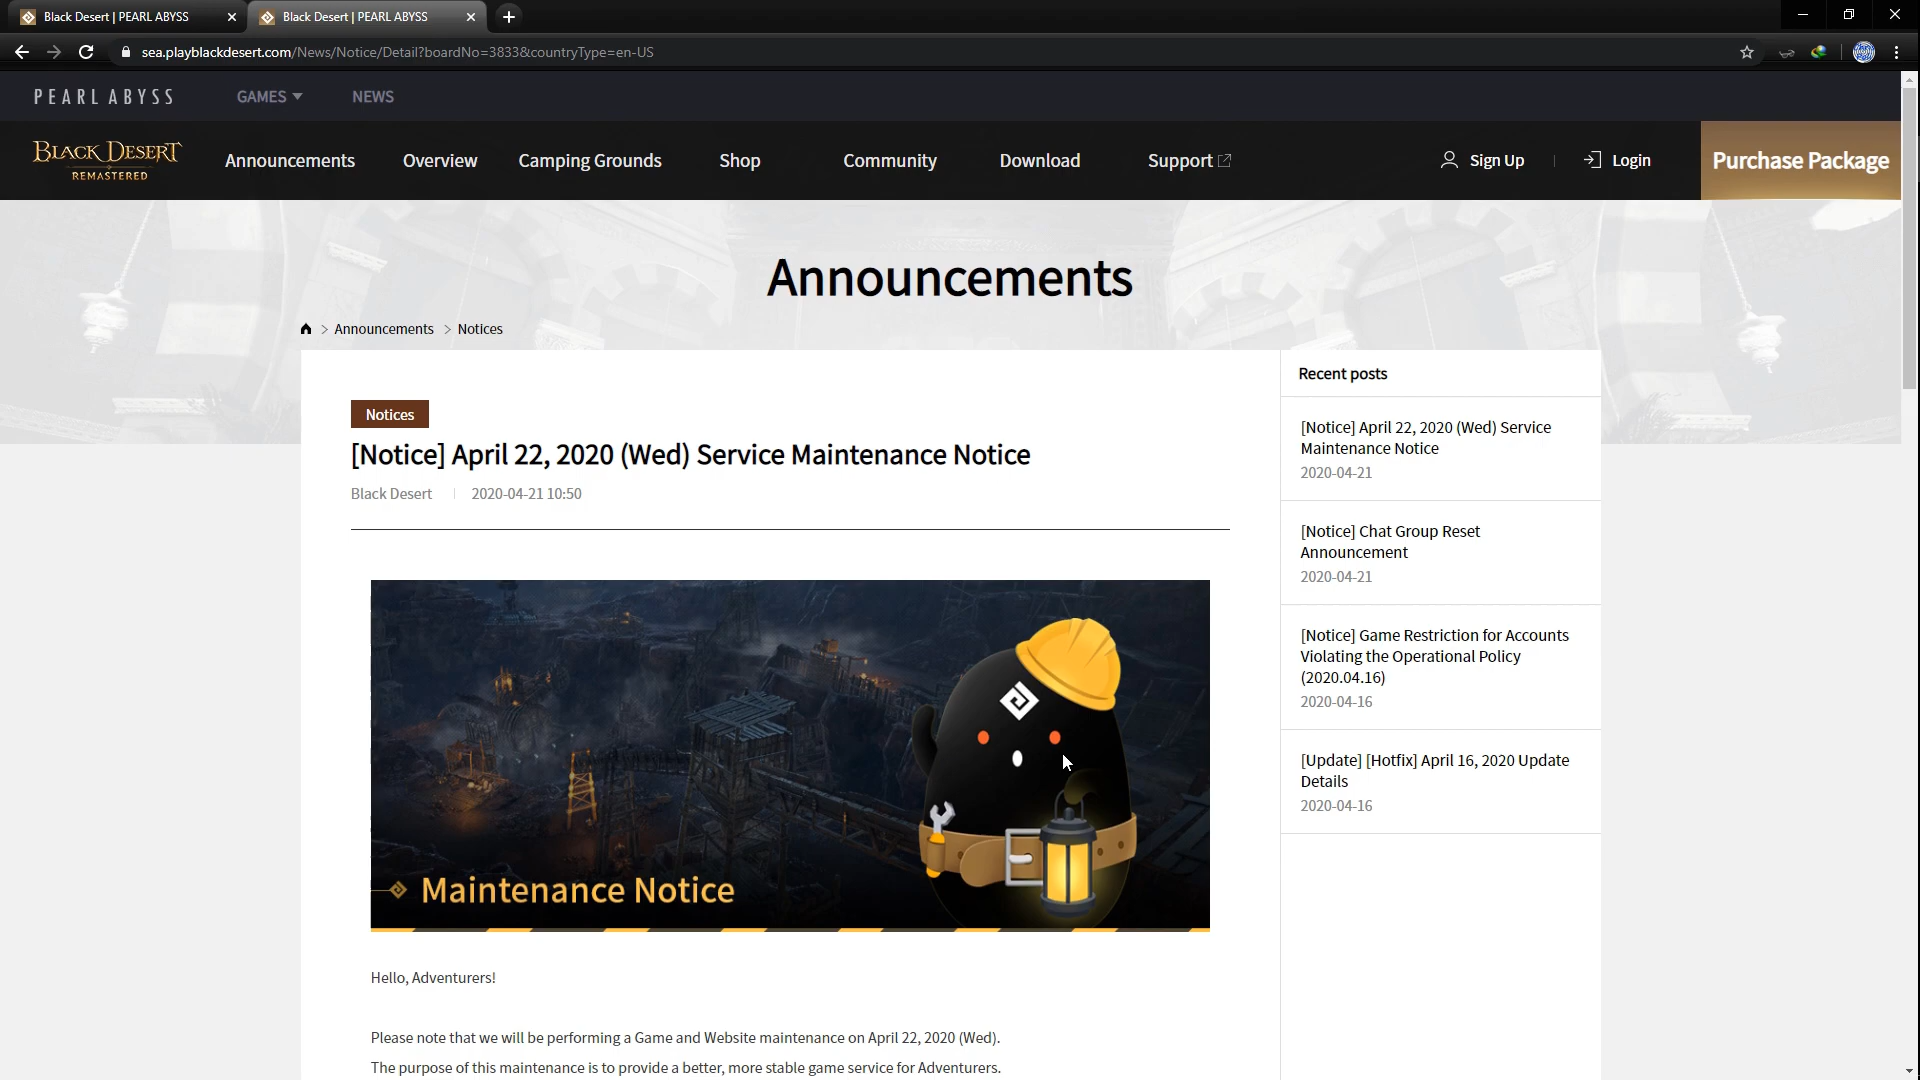 Black Desert | PEARL ABYSS
Black Desert | PEARL ABYSS
sea.playblackdesert.com/News/Notice/Detail?boardNo=3833&countryType=en-US
PEARL ABYSS
GAMES
NEWS
BLACK DESERT
REMASTERED
Announcements
Overview
Camping Grounds
Shop
Community
Download
Support
Sign Up
Login
Purchase Package
Announcements
> Announcements > Notices
Notices
[Notice] April 22, 2020 (Wed) Service Maintenance Notice
Black Desert | 2020-04-21 10:50
Maintenance Notice
Hello, Adventurers!
Please note that we will be performing a Game and Website maintenance on April 22, 2020 (Wed).
The purpose of this maintenance is to provide a better, more stable game service for Adventurers.
Recent posts
[Notice] April 22, 2020 (Wed) Service
Maintenance Notice
2020-04-21
[Notice] Chat Group Reset
Announcement
2020-04-21
[Notice] Game Restriction for Accounts
Violating the Operational Policy
(2020.04.16)
2020-04-16
[Update] [Hotfix] April 16, 2020 Update
Details
2020-04-16